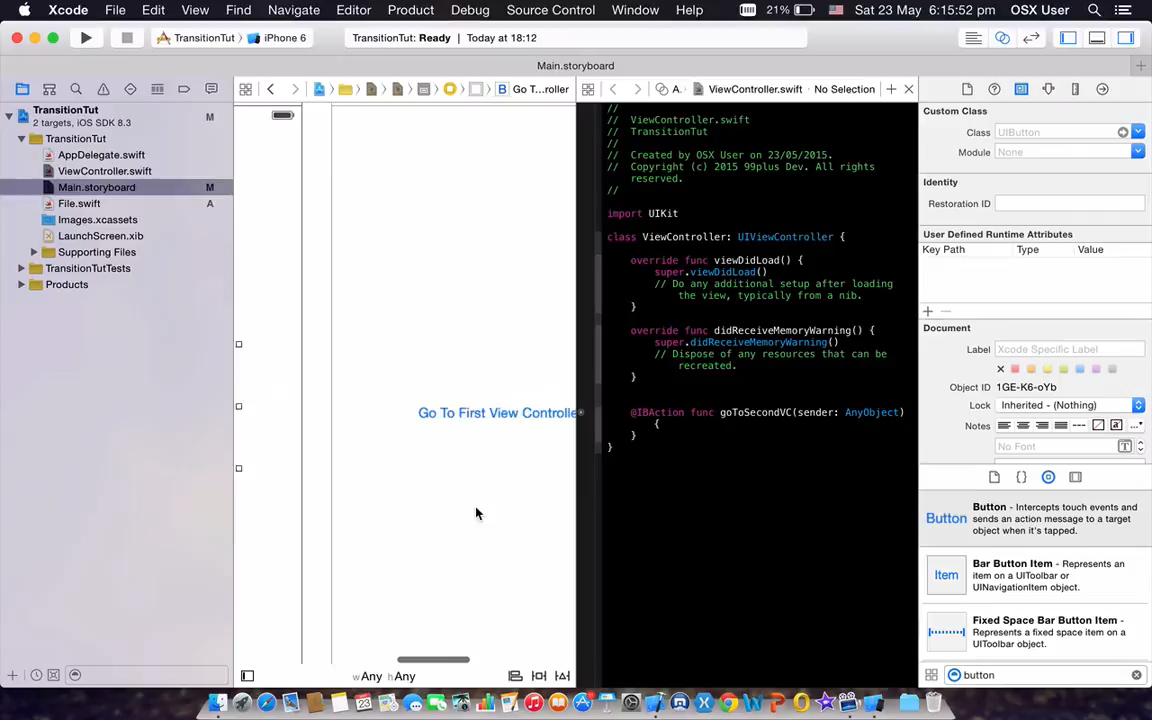 Xcode File Edit View Find Navigate Editor Product Debug Source Control Window Help 21% Sat 23 May 6:15:52 pm OSX User
TransitionTut iPhone 6 TransitionTut: Ready Today at 18:12
Main.storyboard
Go T...roller A. ViewController.swift No Selection
TransitionTut M
2 targets, iOS SDK 8.3
TransitionTut
AppDelegate.swift
ViewController.swift
Main.storyboard M
File.swift A
Images.xcassets
LaunchScreen.xib
Supporting Files
TransitionTutTests
Products
Go To First View Controlle
wAny hAny
//
// ViewController.swift
// TransitionTut
//
// Created by OSX User on 23/05/2015.
// Copyright (c) 2015 99plus Dev. All rights
reserved.
//
import UIKit
class ViewController: UIViewController {
override func viewDidLoad() {
super.viewDidLoad()
// Do any additional setup after loading
the view, typically from a nib.
}
override func didReceiveMemoryWarning() {
super.didReceiveMemoryWarning()
// Dispose of any resources that can be
recreated.
}
@IBAction func goToSecondVC(sender: AnyObject)
{
}
}
Custom Class
Class UIButton
Module None
Identity
Restoration ID
User Defined Runtime Attributes
Key Path Type Value
Document
Label Xcode Specific Label
Object ID 1GE-K6-oYb
Lock Inherited - (Nothing)
Notes
No Font
Button Button - Intercepts touch events and
sends an action message to a target
object when it's tapped.
Item Bar Button Item - Represents an
item on a UIToolbar or
UINavigationItem object.
Fixed Space Bar Button Item -
Represents a fixed space item on a
UIToolbar object.
button